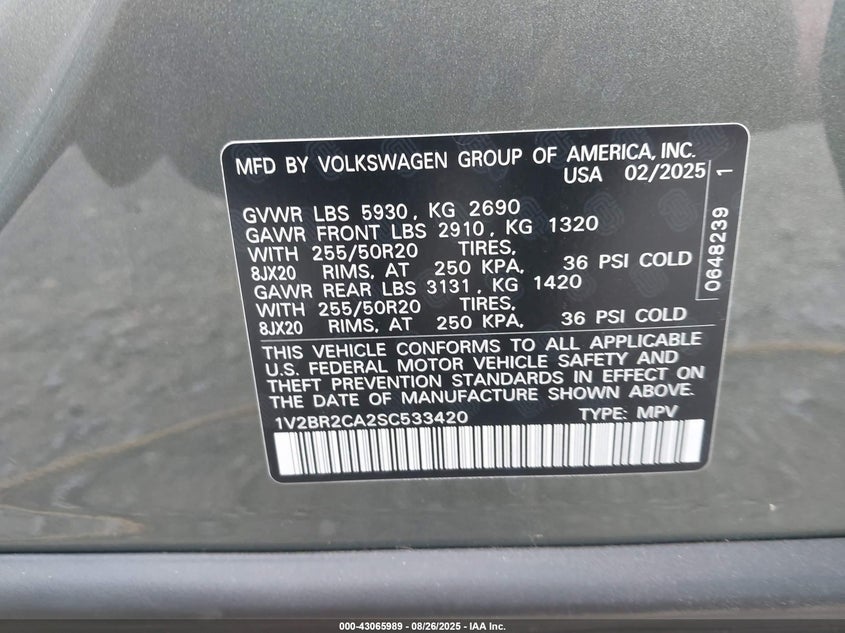 MFD BY VOLKSWAGEN GROUP OF AMERICA, INC.
USA 02/2025
GVWR LBS 5930, KG 2690
GAWR FRONT LBS 2910, KG 1320
WITH 255/50R20 TIRES,
8JX20 RIMS, AT 250 KPA, 36 PSI COLD
GAWR REAR LBS 3131, KG 1420
WITH 255/50R20 TIRES,
8JX20 RIMS, AT 250 KPA, 36 PSI COLD
0648239 1
THIS VEHICLE CONFORMS TO ALL APPLICABLE
U.S. FEDERAL MOTOR VEHICLE SAFETY AND
THEFT PREVENTION STANDARDS IN EFFECT ON
THE DATE OF MANUFACTURE SHOWN ABOVE.
1V2BR2CA2SC533420 TYPE: MPV
000-43065989 - 08/26/2025 - IAA Inc.